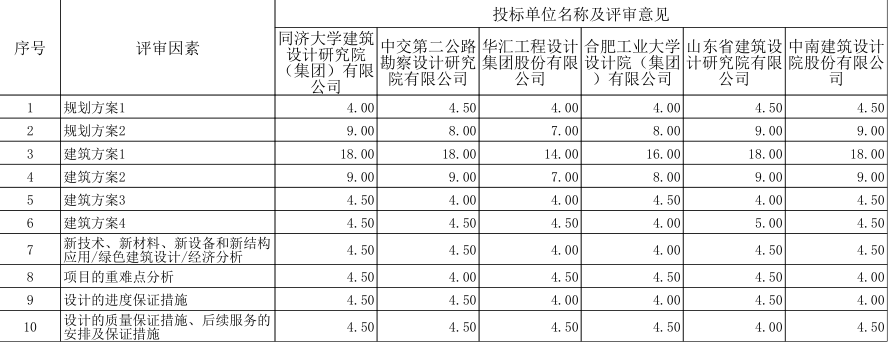 序号 评审因素 投标单位名称及评审意见
同济大学建筑设计研究院（集团）有限公司 中交第二公路勘察设计研究院有限公司 华汇工程设计集团股份有限公司 合肥工业大学设计院（集团）有限公司 山东省建筑设计研究院有限公司 中南建筑设计院股份有限公司
1 规划方案1 4.00 4.50 4.00 4.00 4.50 4.50
2 规划方案2 9.00 8.00 7.00 8.00 9.00 9.00
3 建筑方案1 18.00 18.00 14.00 16.00 18.00 18.00
4 建筑方案2 9.00 9.00 7.00 8.00 9.00 9.00
5 建筑方案3 4.50 4.00 4.50 4.50 4.00 4.50
6 建筑方案4 4.50 4.50 4.50 4.00 5.00 4.50
7 新技术、新材料、新设备和新结构应用/绿色建筑设计/经济分析 4.50 4.50 4.00 4.00 4.50 4.50
8 项目的重难点分析 4.50 4.00 4.50 4.00 4.50 4.50
9 设计的进度保证措施 4.50 4.50 4.00 4.00 4.50 4.00
10 设计的质量保证措施、后续服务的安排及保证措施 4.50 4.50 4.50 4.50 4.00 4.50